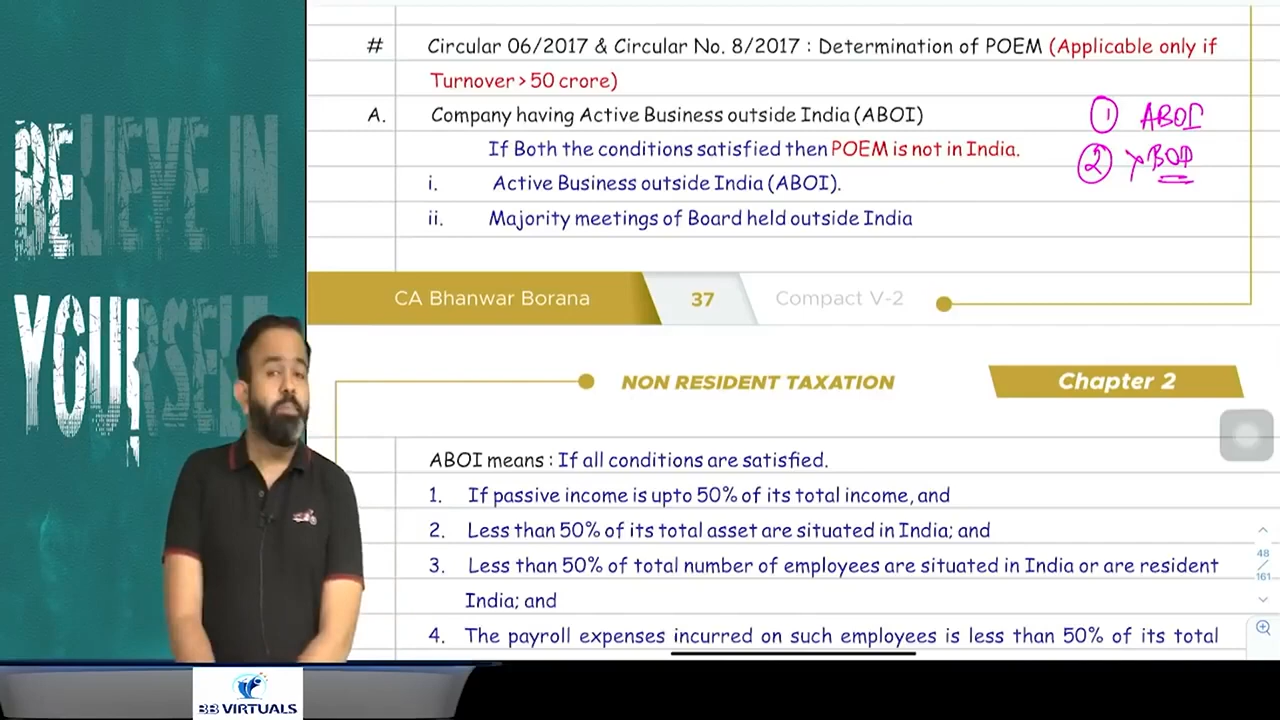 BELIEVE IN
YOURSELF
# Circular 06/2017 & Circular No. 8/2017 : Determination of POEM (Applicable only if
Turnover > 50 crore)
A. Company having Active Business outside India (ABOI)
If Both the conditions satisfied then POEM is not in India.
i. Active Business outside India (ABOI).
ii. Majority meetings of Board held outside India
① ABOI
②
CA Bhanwar Borana
37
Compact V-2
NON RESIDENT TAXATION
Chapter 2
ABOI means : If all conditions are satisfied.
1. If passive income is upto 50% of its total income, and
2. Less than 50% of its total asset are situated in India; and
3. Less than 50% of total number of employees are situated in India or are resident
India; and
4. The payroll expenses incurred on such employees is less than 50% of its total
48
/
161
BB VIRTUALS